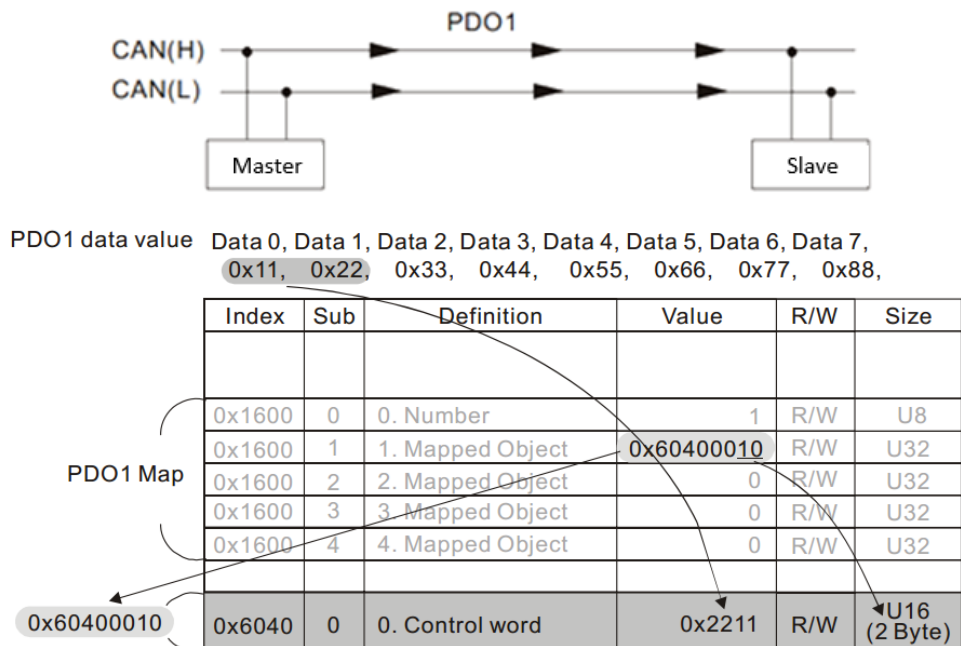 PDO1
CAN(H)
CAN(L)
Master
Slave
PDO1 data value Data 0, Data 1, Data 2, Data 3, Data 4, Data 5, Data 6, Data 7,
0x11, 0x22, 0x33, 0x44, 0x55, 0x66, 0x77, 0x88,
Index Sub Definition Value R/W Size
0x1600 0 0. Number 1 R/W U8
0x1600 1 1. Mapped Object 0x60400010 R/W U32
PDO1 Map
0x1600 2 2. Mapped Object 0 R/W U32
0x1600 3 3. Mapped Object 0 R/W U32
0x1600 4 4. Mapped Object 0 R/W U32
0x60400010
0x6040 0 0. Control word 0x2211 R/W U16
(2 Byte)